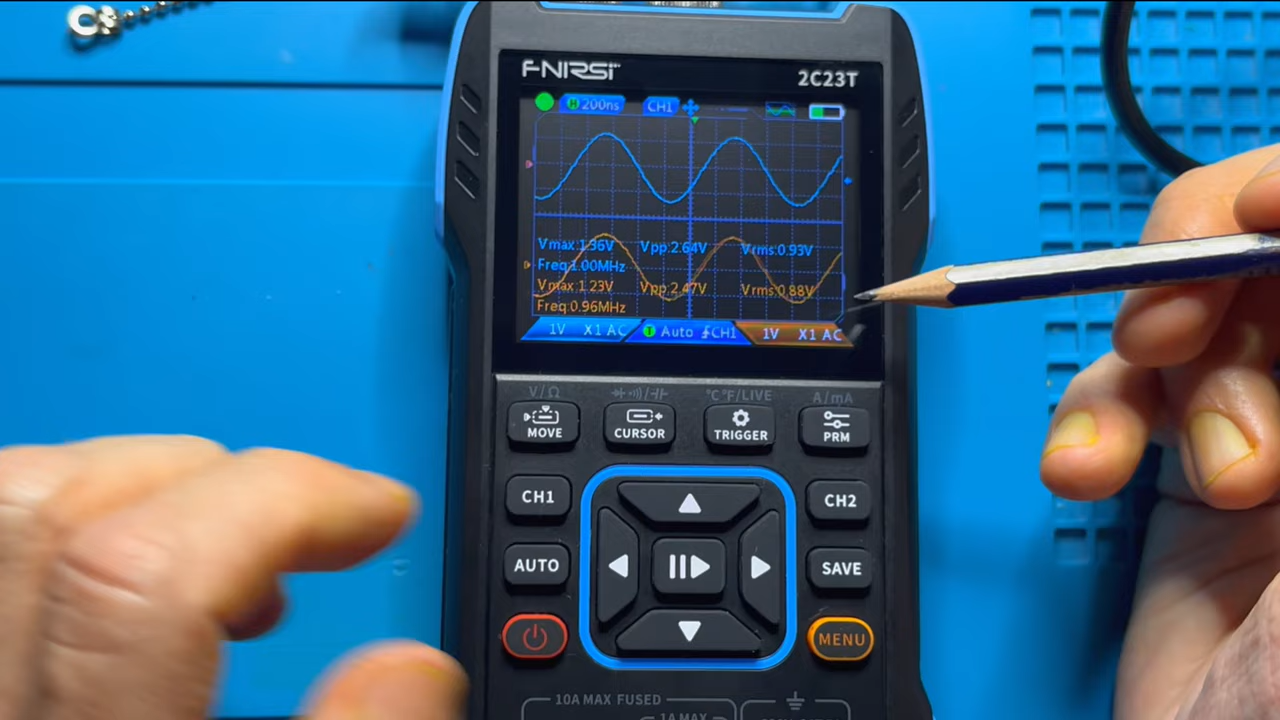 FNIRSI
2C23T
H 200ns CH1
Vmax:1.36V Vpp:2.64V Vrms:0.93V
Freq:1.00MHz
Vmax:1.23V Vpp:2.47V Vrms:0.88V
Freq:0.96MHz
1V X1 AC T Auto CH1 1V X1 AC
V/Ω °C°F/LIVE A/mA
MOVE CURSOR TRIGGER PRM
CH1 CH2
AUTO SAVE
MENU
10A MAX FUSED
1A MAX